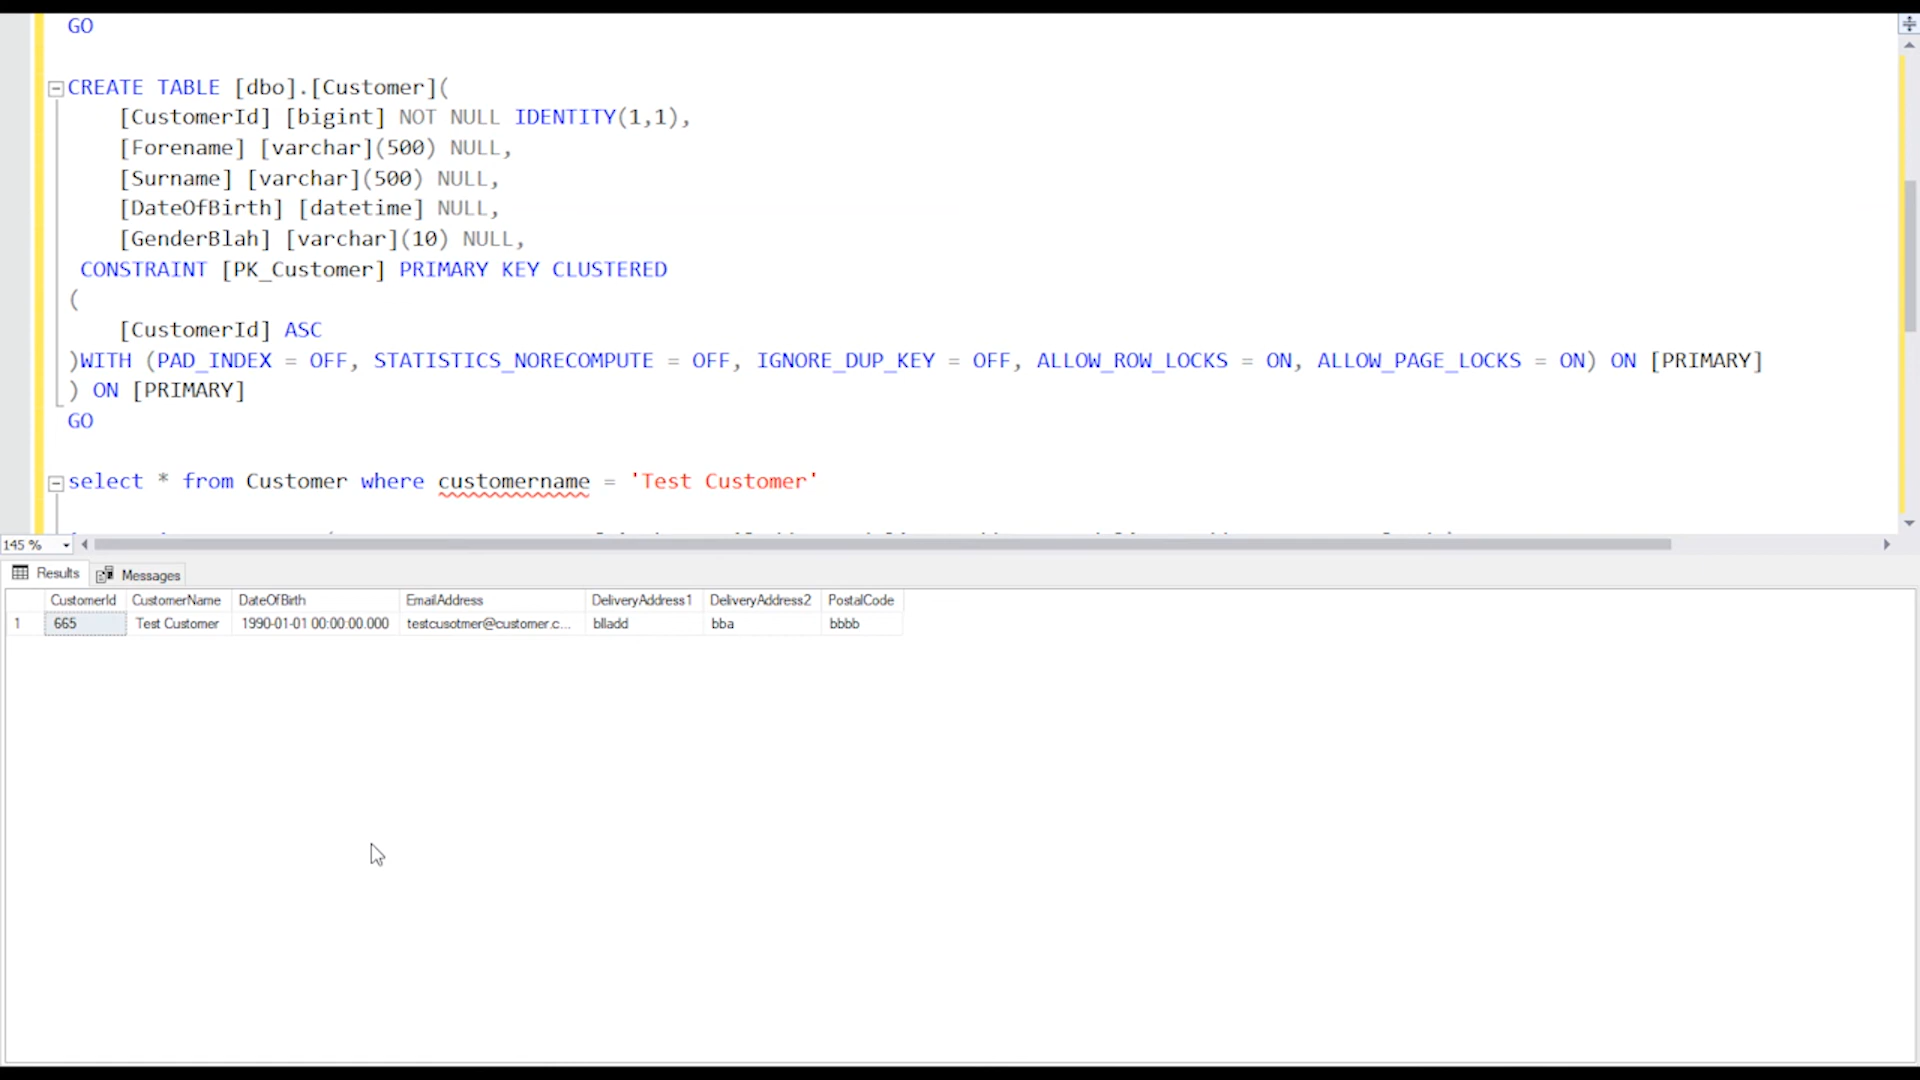 GO
CREATE TABLE [dbo].[Customer](
[CustomerId] [bigint] NOT NULL IDENTITY(1,1),
[Forename] [varchar](500) NULL,
[Surname] [varchar](500) NULL,
[DateOfBirth] [datetime] NULL,
[GenderBlah] [varchar](10) NULL,
CONSTRAINT [PK_Customer] PRIMARY KEY CLUSTERED
(
[CustomerId] ASC
)WITH (PAD_INDEX = OFF, STATISTICS_NORECOMPUTE = OFF, IGNORE_DUP_KEY = OFF, ALLOW_ROW_LOCKS = ON, ALLOW_PAGE_LOCKS = ON) ON [PRIMARY]
) ON [PRIMARY]
GO
select * from Customer where customername = 'Test Customer'
145 %
Results Messages
CustomerId CustomerName DateOfBirth EmailAddress DeliveryAddress1 DeliveryAddress2 PostalCode
1 665 Test Customer 1990-01-01 00:00:00.000 testcusotmer@customer.c... blladd bba bbbb